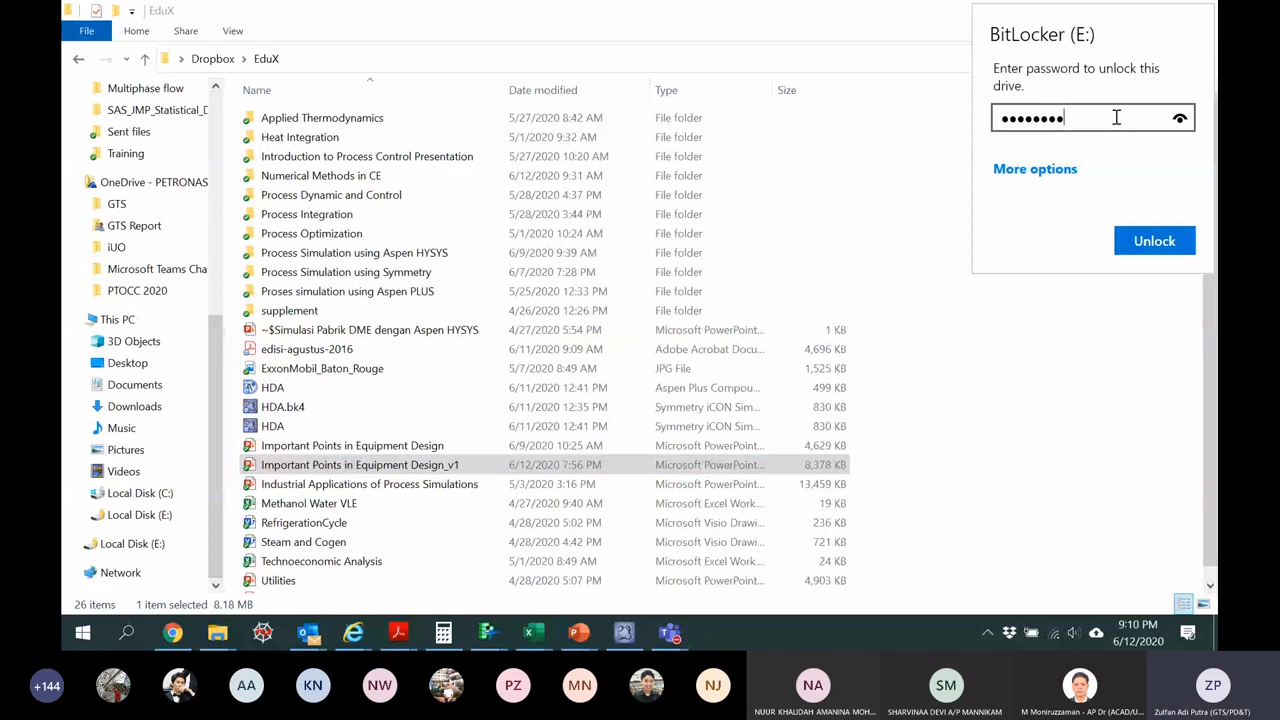 EduX
File Home Share View
Dropbox EduX
Name Date modified Type Size
Multiphase flow
SAS_JMP_Statistical_D
Sent files
Training
OneDrive - PETRONAS
GTS
GTS Report
iUO
Microsoft Teams Cha
PTOCC 2020
This PC
3D Objects
Desktop
Documents
Downloads
Music
Pictures
Videos
Local Disk (C:)
Local Disk (E:)
Local Disk (E:)
Network
Applied Thermodynamics 5/27/2020 8:42 AM File folder
Heat Integration 5/1/2020 9:32 AM File folder
Introduction to Process Control Presentation 5/27/2020 10:20 AM File folder
Numerical Methods in CE 6/12/2020 9:31 AM File folder
Process Dynamic and Control 5/28/2020 4:37 PM File folder
Process Integration 5/28/2020 3:44 PM File folder
Process Optimization 5/1/2020 10:24 AM File folder
Process Simulation using Aspen HYSYS 6/9/2020 9:39 AM File folder
Process Simulation using Symmetry 6/7/2020 7:28 PM File folder
Proses simulation using Aspen PLUS 5/25/2020 12:33 PM File folder
supplement 4/26/2020 12:26 PM File folder
~$Simulasi Pabrik DME dengan Aspen HYSYS 4/27/2020 5:54 PM Microsoft PowerPoint... 1 KB
edisi-agustus-2016 6/11/2020 9:09 AM Adobe Acrobat Docu... 4,696 KB
ExxonMobil_Baton_Rouge 5/7/2020 8:49 AM JPG File 1,525 KB
HDA 6/11/2020 12:41 PM Aspen Plus Compou... 499 KB
HDA.bk4 6/11/2020 12:35 PM Symmetry iCON Sim... 830 KB
HDA 6/11/2020 12:41 PM Symmetry iCON Sim... 830 KB
Important Points in Equipment Design 6/9/2020 10:25 AM Microsoft PowerPoint... 4,629 KB
Important Points in Equipment Design_v1 6/12/2020 7:56 PM Microsoft PowerPoint... 8,378 KB
Industrial Applications of Process Simulations 5/3/2020 3:16 PM Microsoft PowerPoint... 13,459 KB
Methanol Water VLE 4/27/2020 9:40 AM Microsoft Excel Work... 19 KB
RefrigerationCycle 4/28/2020 5:02 PM Microsoft Visio Drawi... 236 KB
Steam and Cogen 4/28/2020 4:42 PM Microsoft Visio Drawi... 721 KB
Technoeconomic Analysis 5/1/2020 8:49 AM Microsoft Excel Work... 24 KB
Utilities 4/28/2020 5:07 PM Microsoft PowerPoint... 4,903 KB
26 items 1 item selected 8.18 MB
BitLocker (E:)
Enter password to unlock this
drive.
More options
Unlock
9:10 PM
6/12/2020
+144 AA KN NW PZ MN NJ NA SM ZP
NUUR KHALIDAH AMANINA MOH... SHARVINAA DEVI A/P MANNIKAM M Moniruzzaman - AP Dr (ACAD/U... Zulfan Adi Putra (GTS/PD&T)